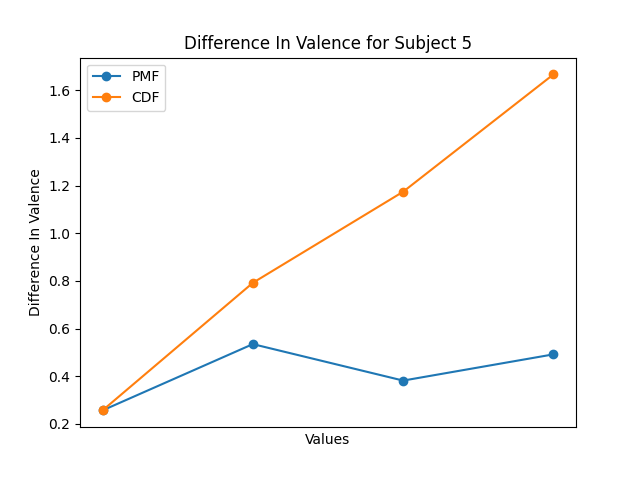 Difference In Valence for Subject 5
PMF
CDF
1.6
1.4
1.2
1.0
0.8
0.6
0.4
0.2
Difference In Valence
Values